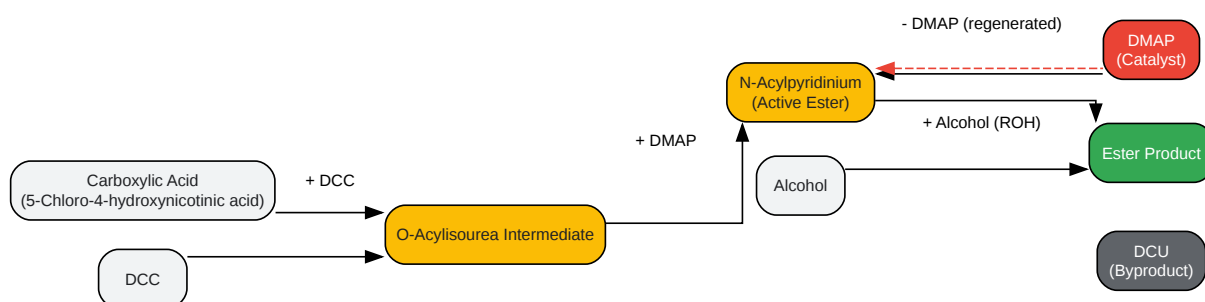 - DMAP (regenerated)
DMAP
(Catalyst)
N-Acylpyridinium
(Active Ester)
+ Alcohol (ROH)
+ DMAP
Ester Product
Carboxylic Acid
(5-Chloro-4-hydroxynicotinic acid)
+ DCC
Alcohol
O-Acylisourea Intermediate
DCC
DCU
(Byproduct)